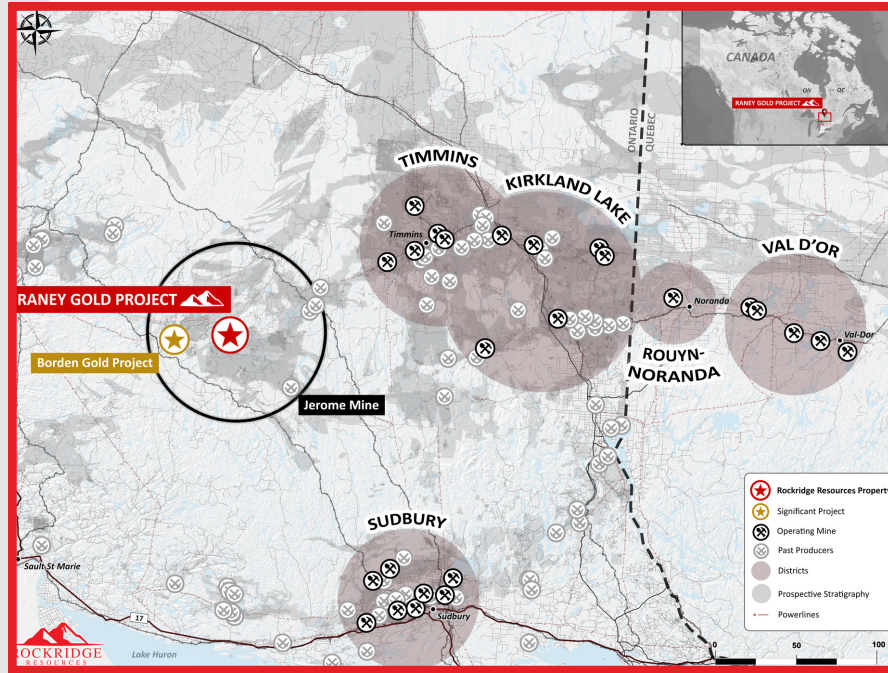 CANADA
ON
QC
RANEY GOLD PROJECT
ONTARIO
QUEBEC
TIMMINS
KIRKLAND LAKE
VAL D'OR
Timmins
RANEY GOLD PROJECT
Noranda
Val-Dor
Borden Gold Project
ROUYN-
NORANDA
Jerome Mine
SUDBURY
Rockridge Resources Property
Significant Project
Operating Mine
Past Producers
Districts
Prospective Stratigraphy
Powerlines
Sault St Marie
Sudbury
17
Lake Huron
ROCKRIDGE
RESOURCES
0
50
100